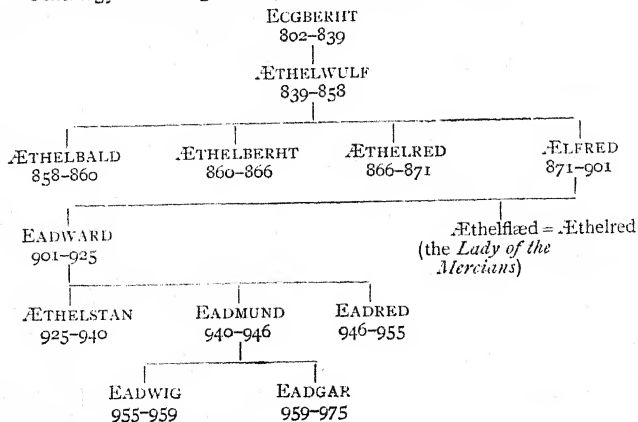 ECGBERHT
802–839
ÆTHELWULF
839–858
ÆTHELBALD ÆTHELBERHT ÆTHELRED ÆLFRED
858–860 860–866 866–871 871–901
EADWARD Æthelflæd = Æthelred
901–925 (the Lady of the
Mercians)
ÆTHELSTAN EADMUND EADRED
925–940 940–946 946–955
EADWIG EADGAR
955–959 959–975